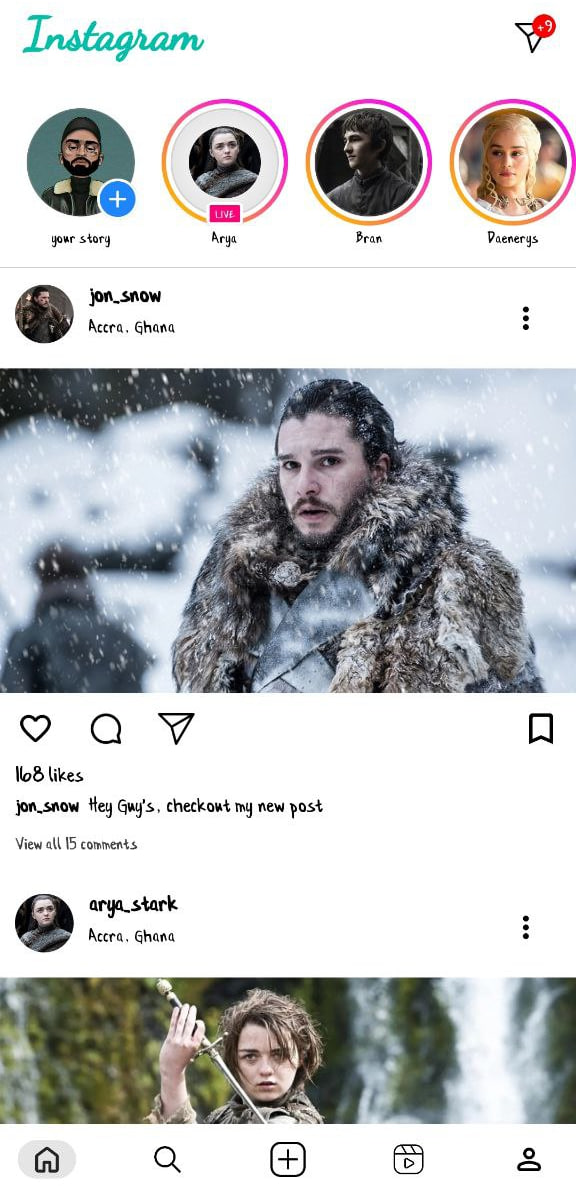 Instagram
+9
LIVE
your story
Arya
Bran
Daenerys
jon_snow
Accra, Ghana
168 likes
jon_snow Hey Guy's, checkout my new post
View all 15 comments
arya_stark
Accra, Ghana